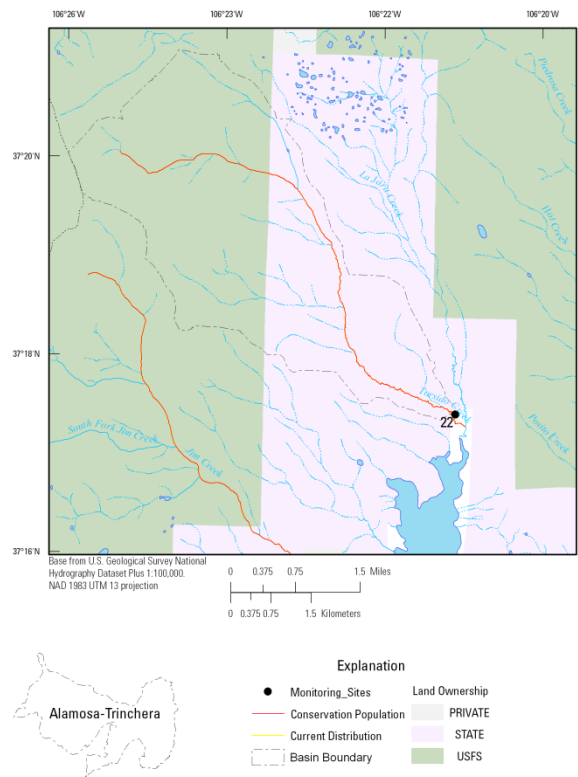 106°26'W 106°23'W 106°22'W 106°20'W
Piedrosa Creek
37°20'N
La Jara Creek
Hot Creek
37°18'N
Torsido Creek
22
South Fork Jim Creek
Jim Creek
Poso Creek
37°16'N
Base from U.S. Geological Survey National
Hydrography Dataset Plus 1:100,000.
NAD 1983 UTM 13 projection
0 0.375 0.75 1.5 Miles
0 0.375 0.75 1.5 Kilometers
Explanation
Alamosa-Trinchera
Monitoring_Sites
Conservation Population
Current Distribution
Basin Boundary
Land Ownership
PRIVATE
STATE
USFS